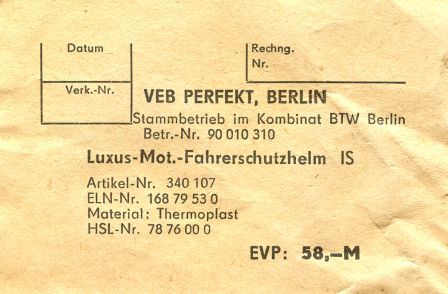 Datum
Rechng.
Nr.
Verk.-Nr.
VEB PERFEKT, BERLIN
Stammbetrieb im Kombinat BTW Berlin
Betr.-Nr. 90 010 310
Luxus-Mot.-Fahrerschutzhelm IS
Artikel-Nr. 340 107
ELN-Nr. 168 79 53 0
Material: Thermoplast
HSL-Nr. 78 76 00 0
EVP: 58,–M